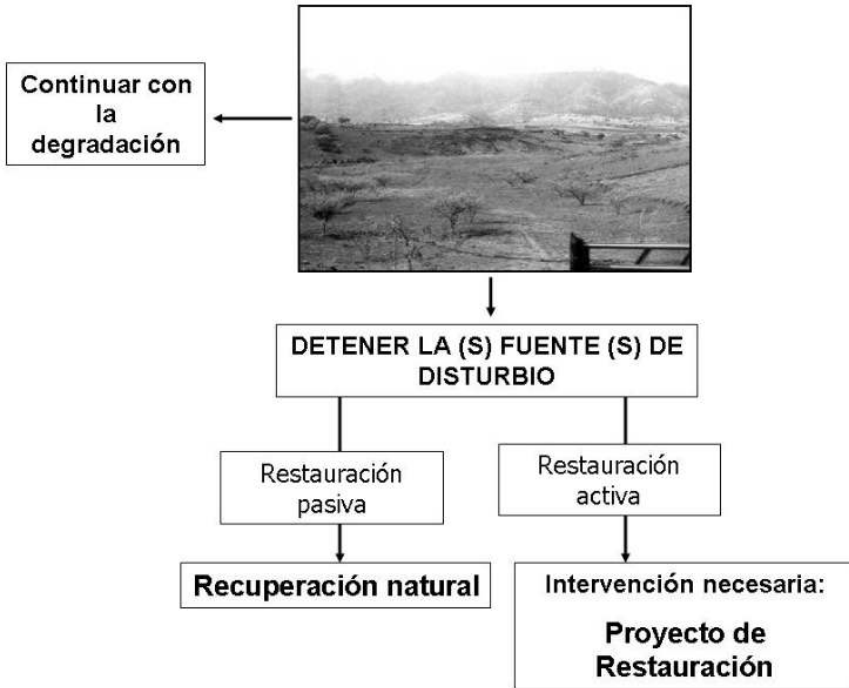 Continuar con
la
degradación
DETENER LA (S) FUENTE (S) DE
DISTURBIO
Restauración
pasiva
Restauración
activa
Recuperación natural
Intervención necesaria:
Proyecto de
Restauración